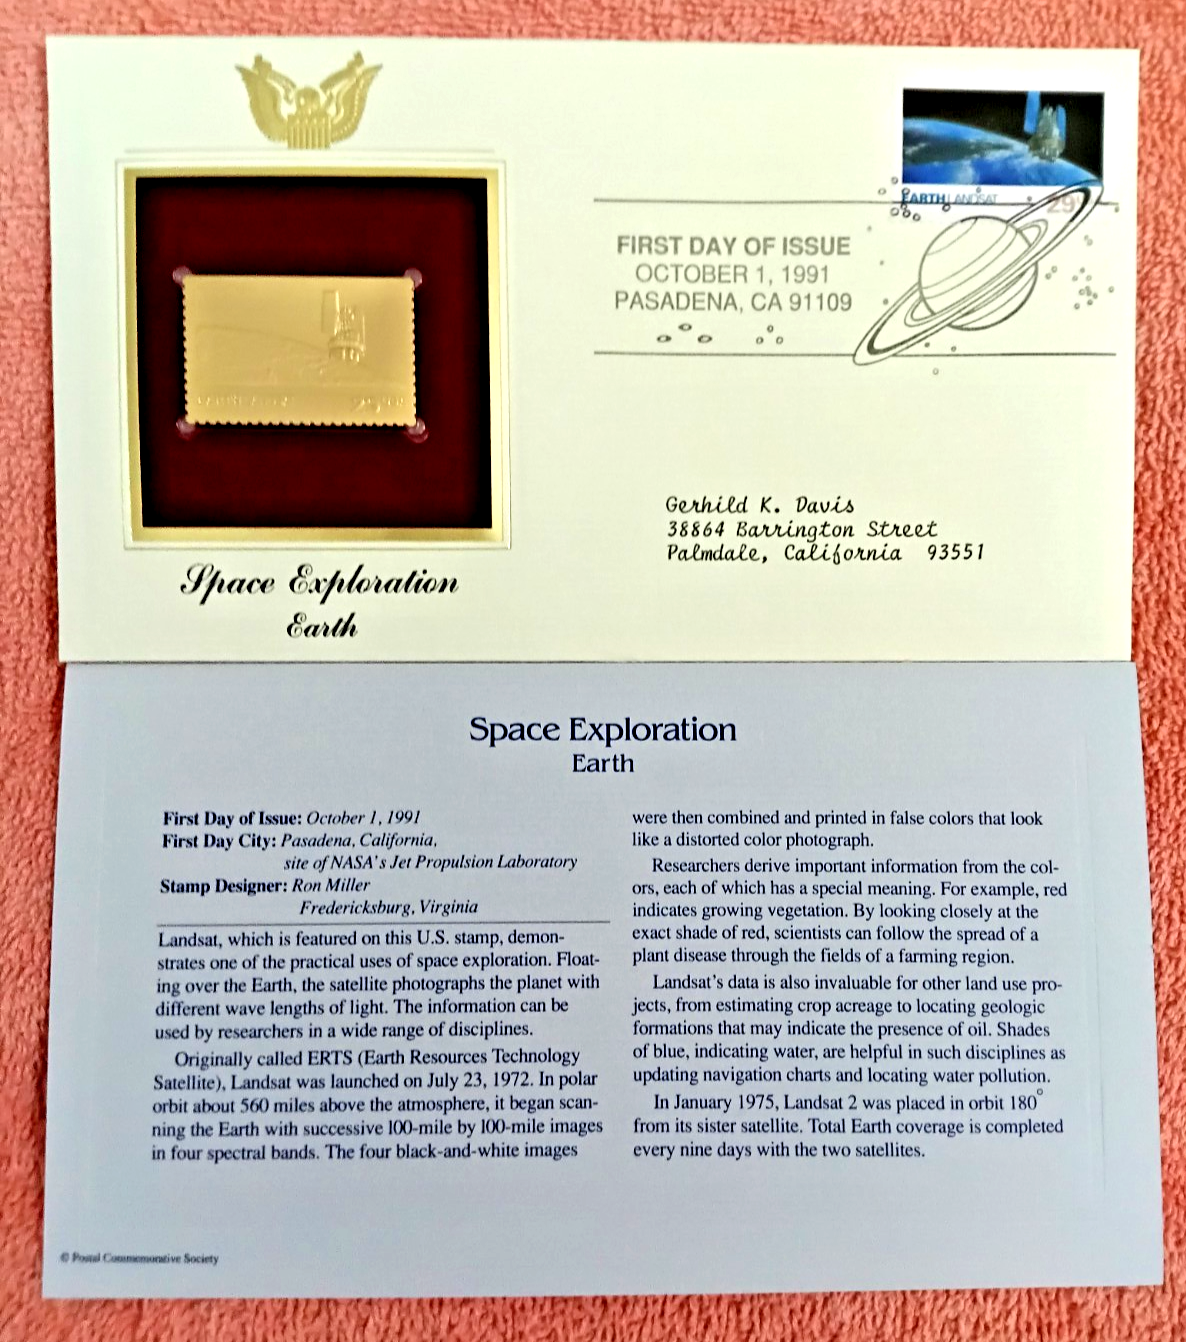 EARTH LANDSAT
29
FIRST DAY OF ISSUE
OCTOBER 1, 1991
PASADENA, CA 91109
Gerhild K. Davis
38864 Barrington Street
Palmdale, California 93551
Space Exploration
Earth
Space Exploration
Earth
First Day of Issue: October 1, 1991
First Day City: Pasadena, California,
site of NASA's Jet Propulsion Laboratory
Stamp Designer: Ron Miller
Fredericksburg, Virginia
Landsat, which is featured on this U.S. stamp, demon-
strates one of the practical uses of space exploration. Float-
ing over the Earth, the satellite photographs the planet with
different wave lengths of light. The information can be
used by researchers in a wide range of disciplines.
Originally called ERTS (Earth Resources Technology
Satellite), Landsat was launched on July 23, 1972. In polar
orbit about 560 miles above the atmosphere, it began scan-
ning the Earth with successive 100-mile by 100-mile images
in four spectral bands. The four black-and-white images
were then combined and printed in false colors that look
like a distorted color photograph.
Researchers derive important information from the col-
ors, each of which has a special meaning. For example, red
indicates growing vegetation. By looking closely at the
exact shade of red, scientists can follow the spread of a
plant disease through the fields of a farming region.
Landsat's data is also invaluable for other land use pro-
jects, from estimating crop acreage to locating geologic
formations that may indicate the presence of oil. Shades
of blue, indicating water, are helpful in such disciplines as
updating navigation charts and locating water pollution.
In January 1975, Landsat 2 was placed in orbit 180°
from its sister satellite. Total Earth coverage is completed
every nine days with the two satellites.
© Postal Commemorative Society